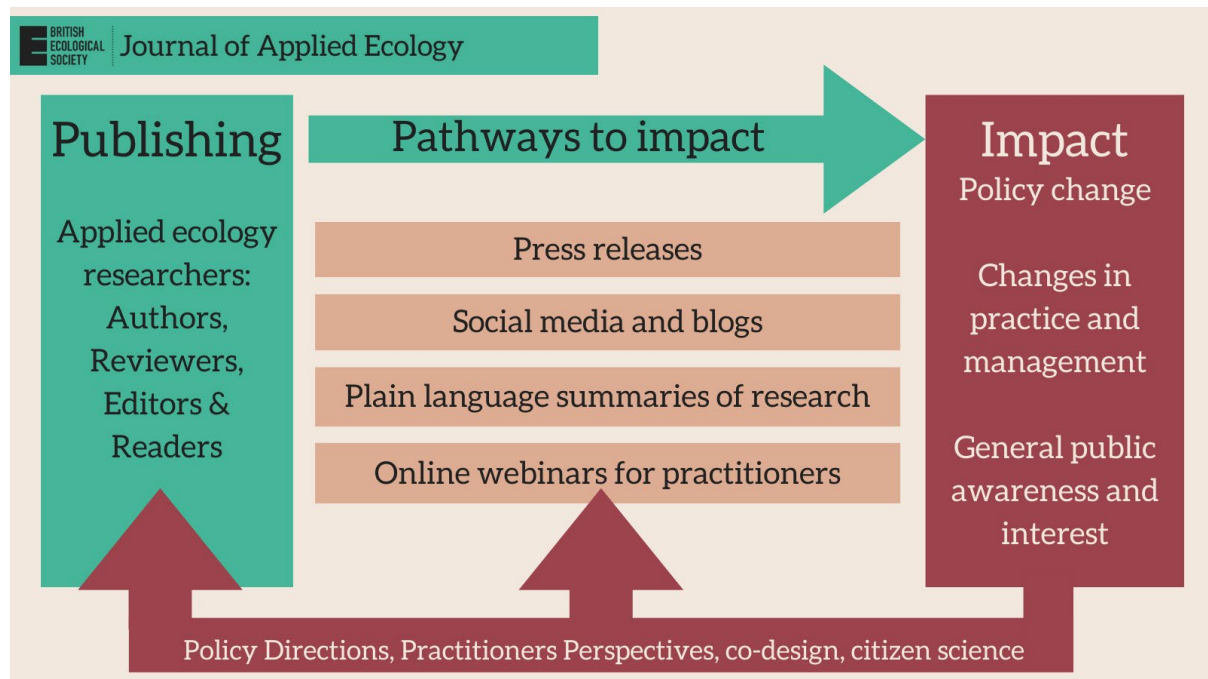 BRITISH
ECOLOGICAL
SOCIETY
Journal of Applied Ecology
Publishing
Applied ecology
researchers:
Authors,
Reviewers,
Editors &
Readers
Pathways to impact
Press releases
Social media and blogs
Plain language summaries of research
Online webinars for practitioners
Impact
Policy change
Changes in
practice and
management
General public
awareness and
interest
Policy Directions, Practitioners Perspectives, co-design, citizen science